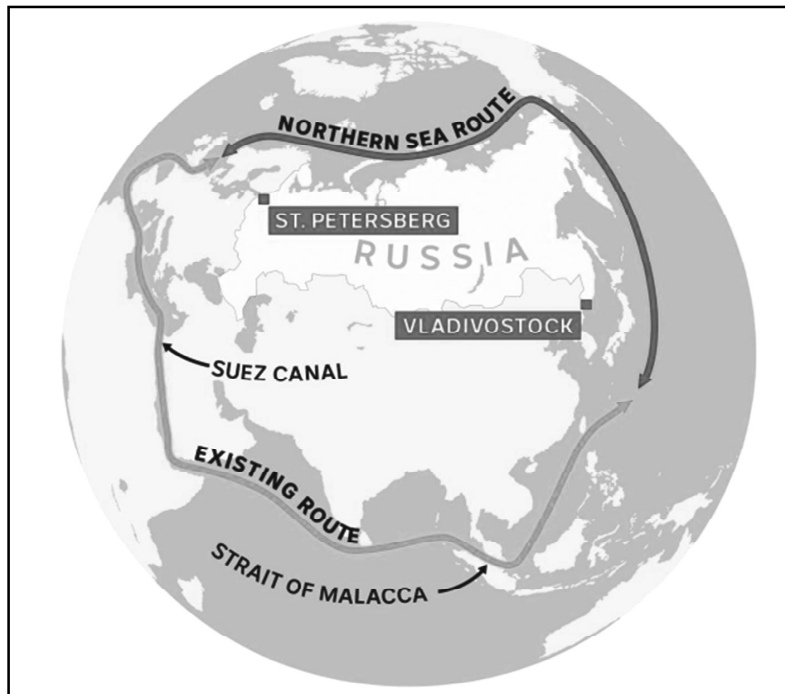 NORTHERN SEA ROUTE
ST. PETERSBERG
RUSSIA
VLADIVOSTOCK
SUEZ CANAL
EXISTING ROUTE
STRAIT OF MALACCA